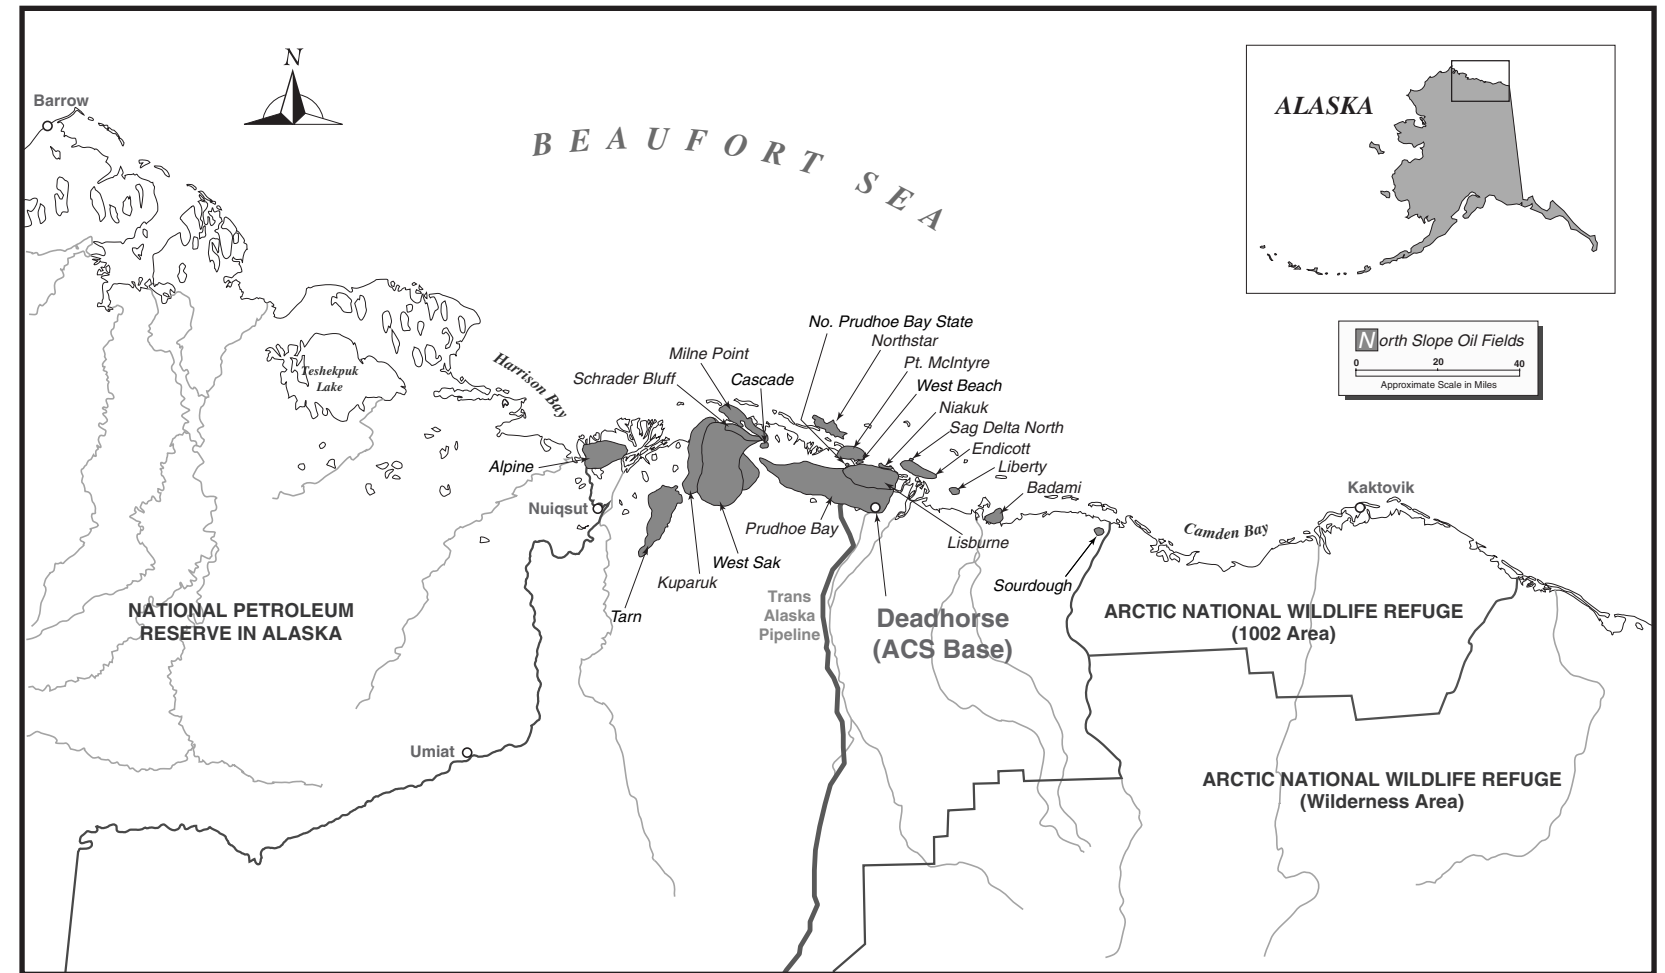 N
Barrow
BEAUFORT SEA
ALASKA
North Slope Oil Fields
0 20 40
Approximate Scale in Miles
Teshekpuk
Lake
Harrison Bay
No. Prudhoe Bay State
Northstar
Milne Point
Pt. McIntyre
Schrader Bluff
Cascade
West Beach
Niakuk
Sag Delta North
Endicott
Alpine
Liberty
Badami
Kaktovik
Nuiqsut
Prudhoe Bay
Camden Bay
Lisburne
West Sak
Kuparuk
Sourdough
Tarn
Trans
Alaska
Pipeline
Deadhorse
(ACS Base)
NATIONAL PETROLEUM
RESERVE IN ALASKA
ARCTIC NATIONAL WILDLIFE REFUGE
(1002 Area)
Umiat
ARCTIC NATIONAL WILDLIFE REFUGE
(Wilderness Area)